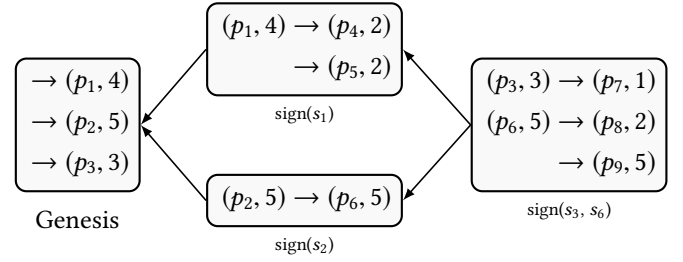 → (p₁, 4)
→ (p₂, 5)
→ (p₃, 3)
Genesis
(p₁, 4) → (p₄, 2)
→ (p₅, 2)
sign(s₁)
(p₂, 5) → (p₆, 5)
sign(s₂)
(p₃, 3) → (p₇, 1)
(p₆, 5) → (p₈, 2)
→ (p₉, 5)
sign(s₃, s₆)